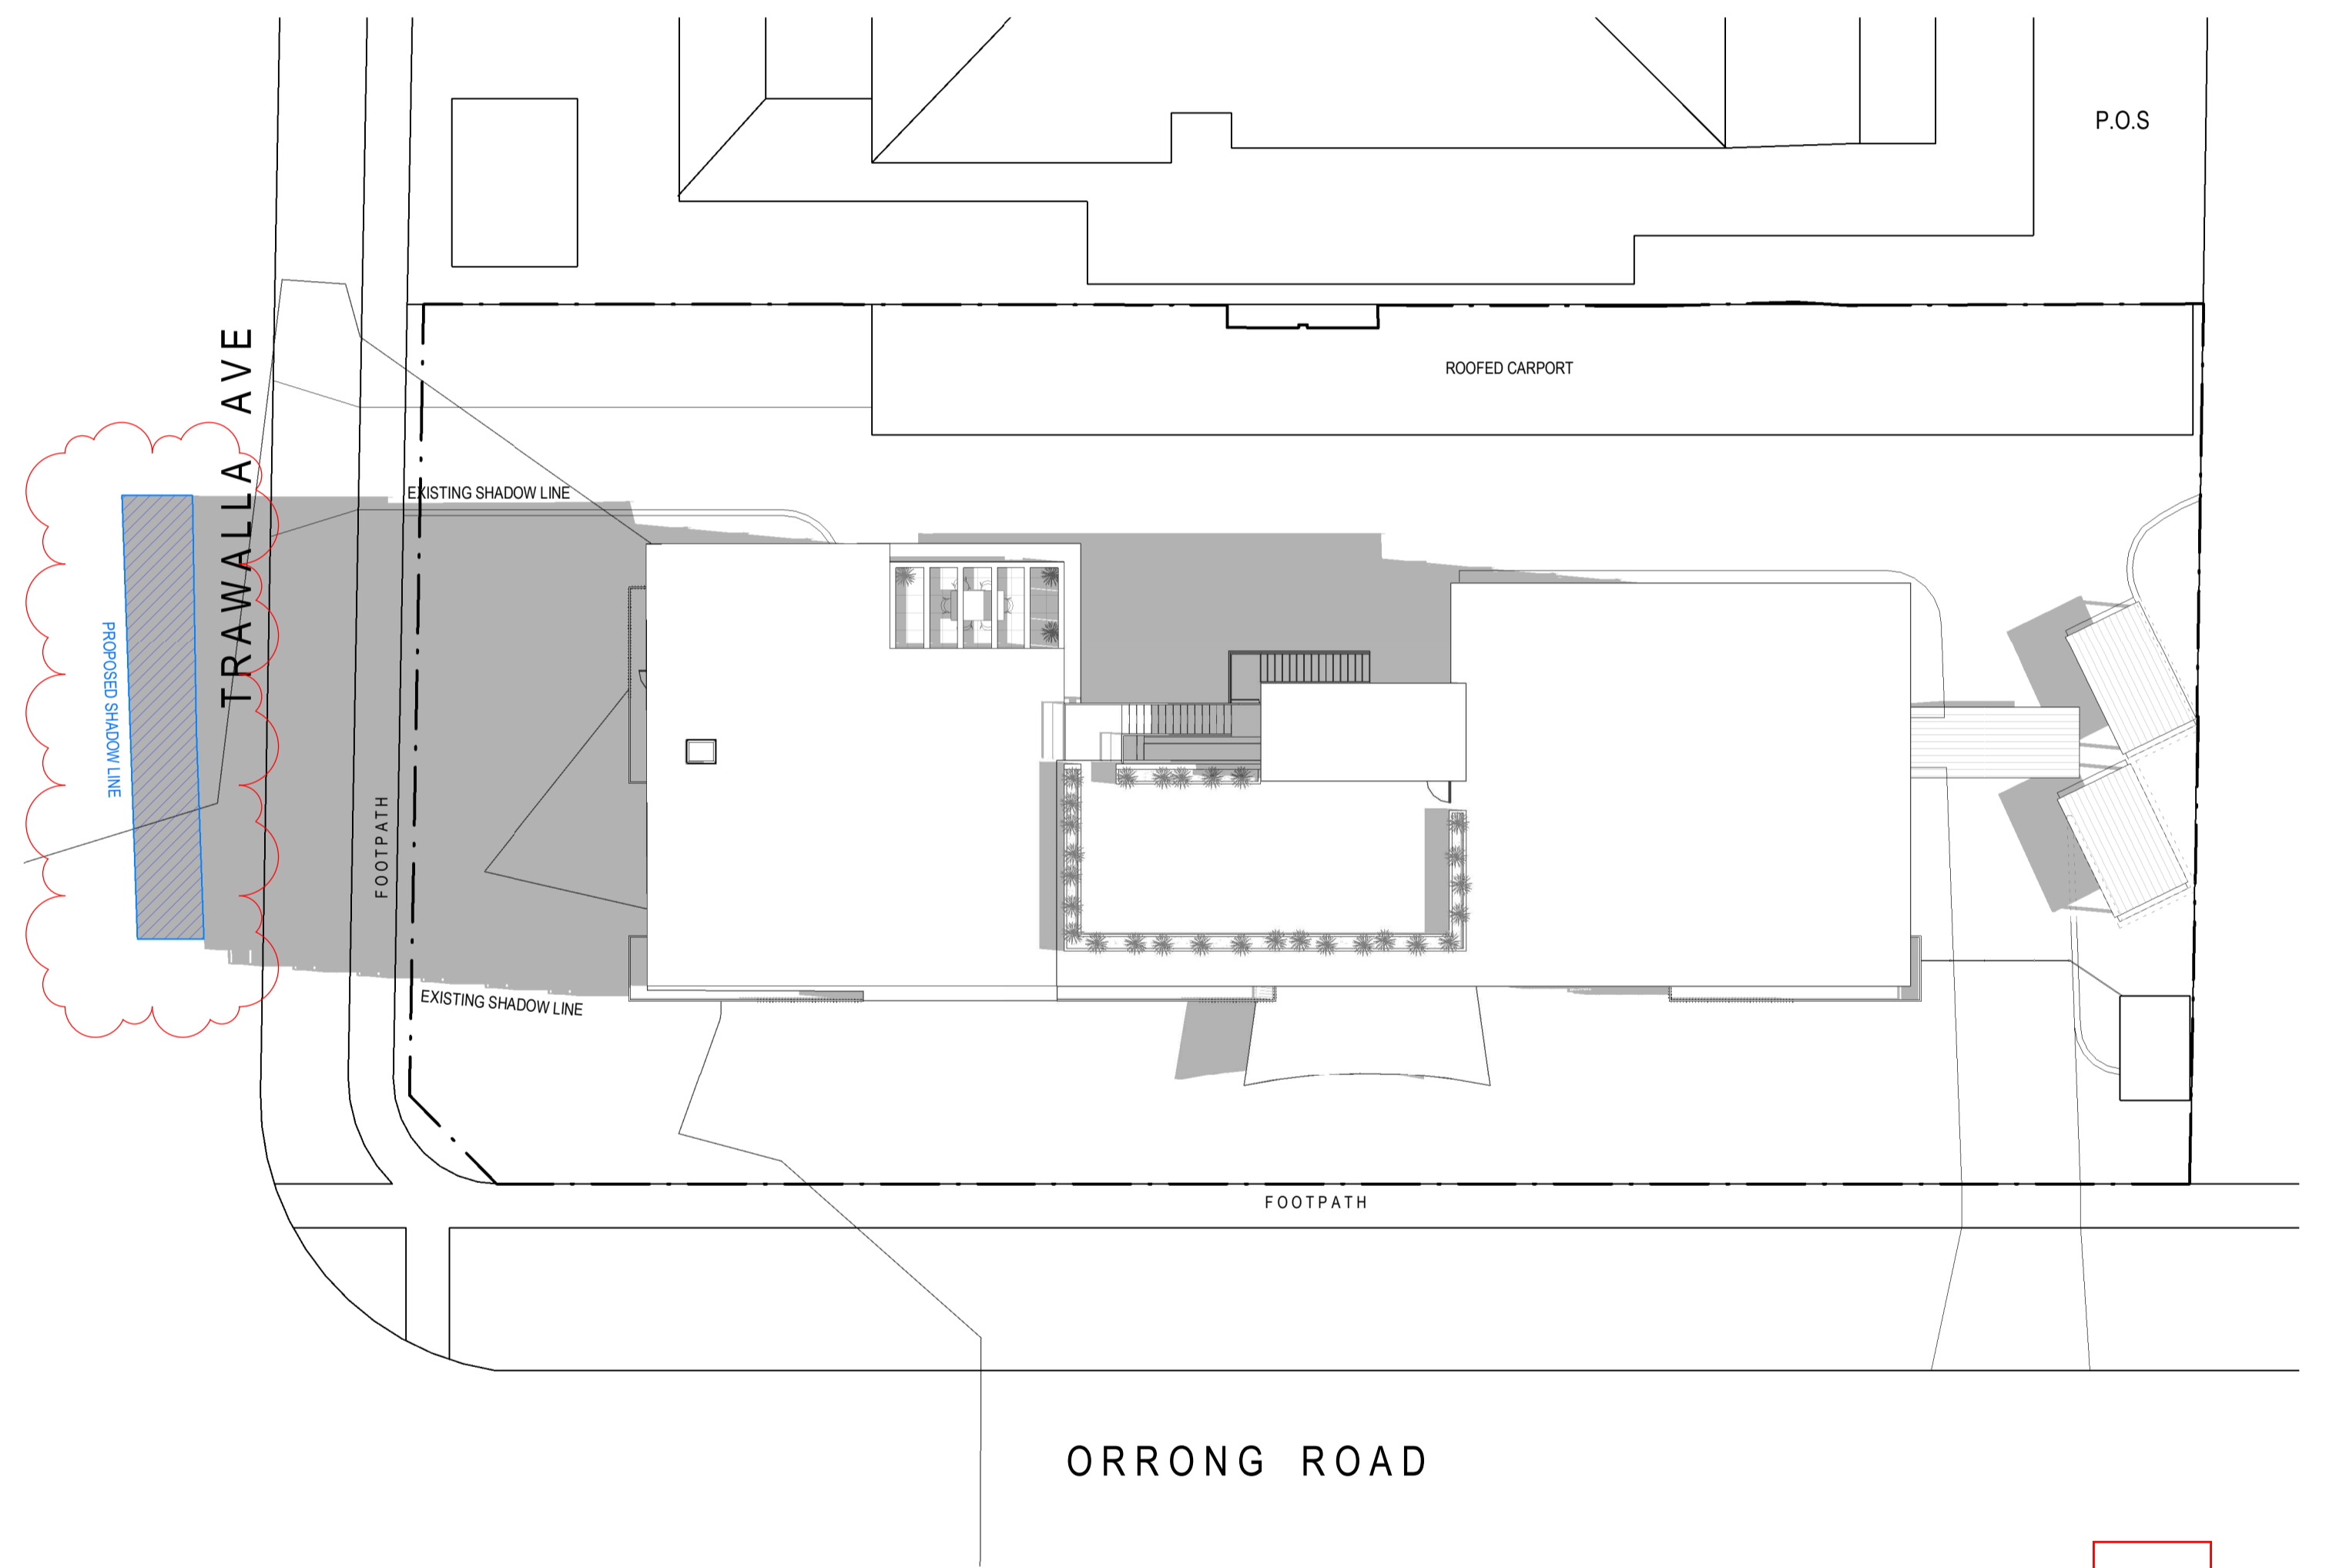 P.O.S
ROOFED CARPORT
TRAWALLA AVE
EXISTING SHADOW LINE
PROPOSED SHADOW LINE
FOOTPATH
EXISTING SHADOW LINE
FOOTPATH
ORRONG ROAD